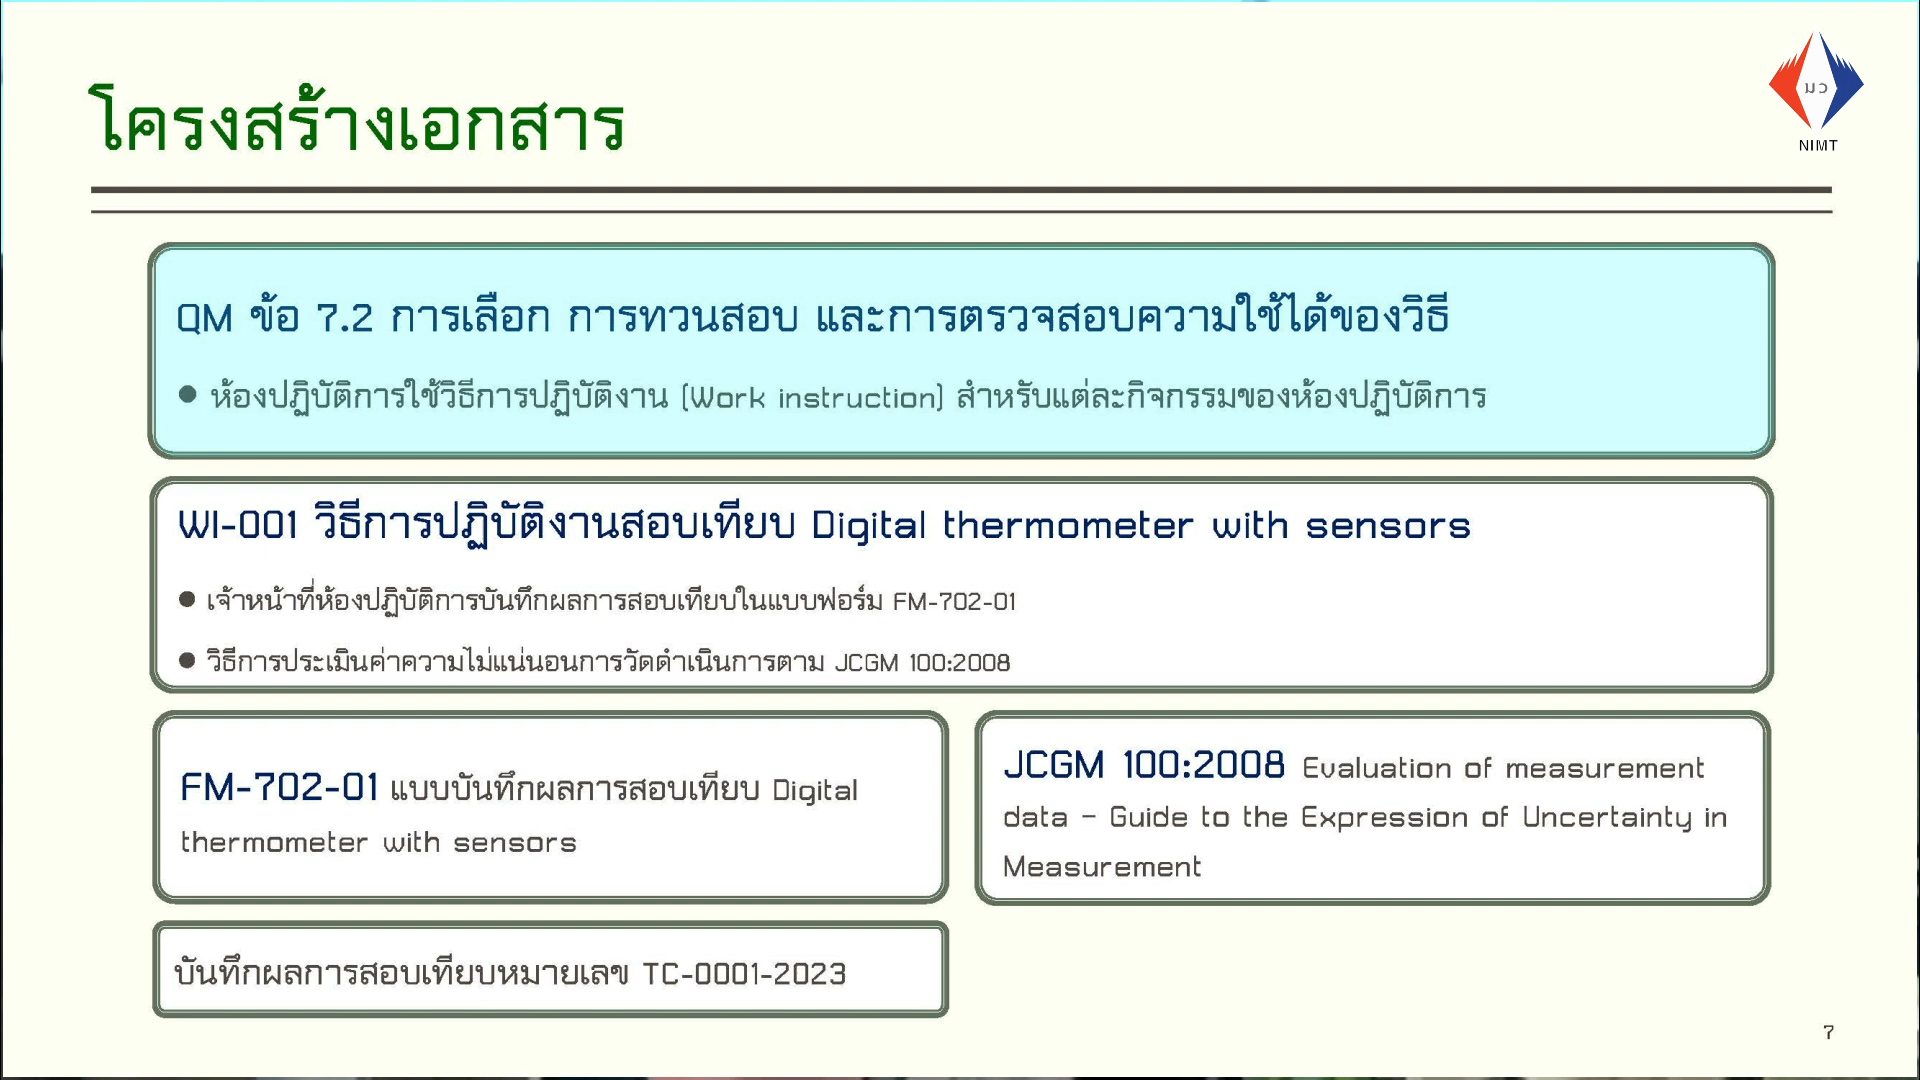 โครงสร้างเอกสาร
มว
NIMT
QM ข้อ 7.2 การเลือก การทวนสอบ และการตรวจสอบความใช้ได้ของวิธี
● ห้องปฏิบัติการใช้วิธีการปฏิบัติงาน (Work instruction) สำหรับแต่ละกิจกรรมของห้องปฏิบัติการ
WI-001 วิธีการปฏิบัติงานสอบเทียบ Digital thermometer with sensors
● เจ้าหน้าที่ห้องปฏิบัติการบันทึกผลการสอบเทียบในแบบฟอร์ม FM-702-01
● วิธีการประเมินค่าความไม่แน่นอนการวัดดำเนินการตาม JCGM 100:2008
FM-702-01 แบบบันทึกผลการสอบเทียบ Digital
thermometer with sensors
JCGM 100:2008 Evaluation of measurement
data – Guide to the Expression of Uncertainty in
Measurement
บันทึกผลการสอบเทียบหมายเลข TC-0001-2023
7